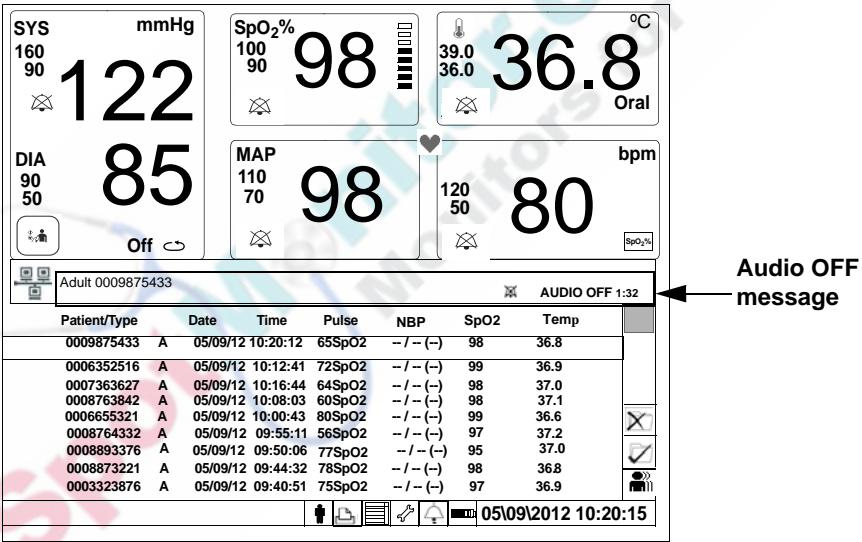 SYS mmHg
160
90
122
DIA
90
50
85
Off
SpO2%
100
90
98
MAP
110
70
98
39.0
36.0
36.8
°C
Oral
120
50
80
bpm
SpO2%
Adult 0009875433
AUDIO OFF 1:32
Audio OFF
message
Patient/Type Date Time Pulse NBP SpO2 Temp
0009875433 A 05/09/12 10:20:12 65SpO2 -- / -- (--) 98 36.8
0006352516 A 05/09/12 10:12:41 72SpO2 -- / -- (--) 99 36.9
0007363627 A 05/09/12 10:16:44 64SpO2 -- / -- (--) 98 37.0
0008763842 A 05/09/12 10:08:03 60SpO2 -- / -- (--) 98 37.1
0006655321 A 05/09/12 10:00:43 80SpO2 -- / -- (--) 99 36.6
0008764332 A 05/09/12 09:55:11 56SpO2 -- / -- (--) 97 37.2
0008893376 A 05/09/12 09:50:06 77SpO2 -- / -- (--) 95 37.0
0008873221 A 05/09/12 09:44:32 78SpO2 -- / -- (--) 98 36.8
0003323876 A 05/09/12 09:40:51 75SpO2 -- / -- (--) 97 36.9
05\09\2012 10:20:15